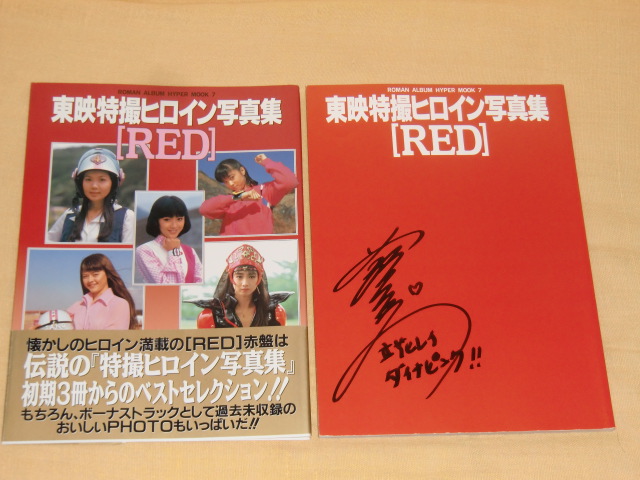 ROMAN ALBUM HYPER MOOK 7
東映特撮ヒロイン写真集
[RED]
懐かしのヒロイン満載の[RED]赤盤は
伝説の『特撮ヒロイン写真集』
初期3冊からのベストセレクション!!
もちろん、ボーナストラックとして過去未収録の
おいしいPHOTOもいっぱいだ!!
ROMAN ALBUM HYPER MOOK 7
東映特撮ヒロイン写真集
[RED]
立花レイ
ダイナピンク!!